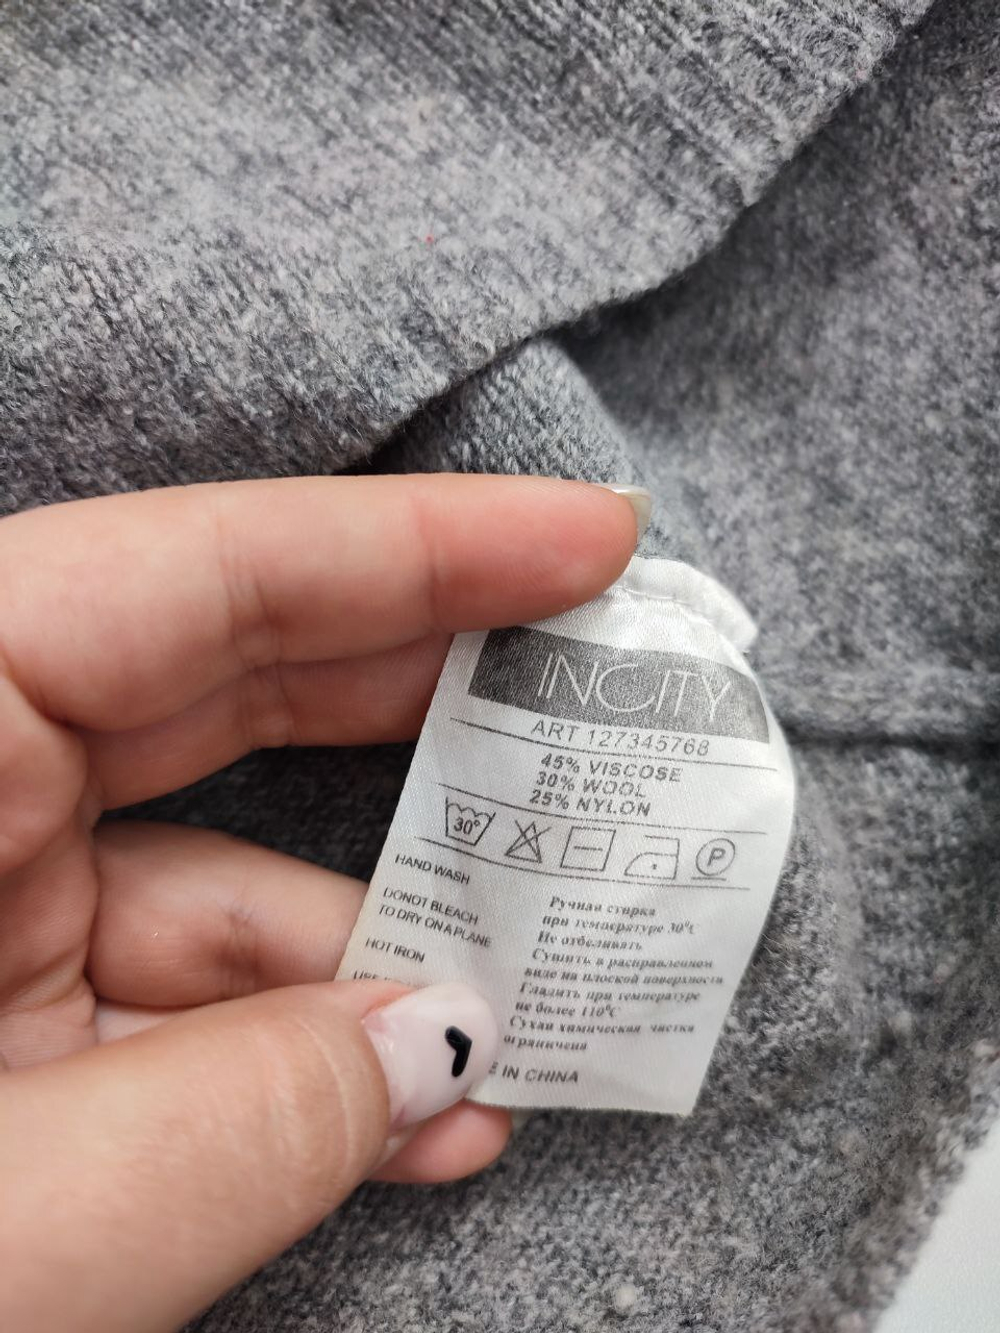 INCITY
ART 127345768
45% VISCOSE
30% WOOL
25% NYLON
30°
P
HAND WASH
DONOT BLEACH
TO DRY ON A PLANE
HOT IRON
Ручная стирка
при температуре 30°C
Не отбеливать
Сушить в расправленном
виде на плоской поверхности
Гладить при температуре
не более 110°C
Сухая химическая чистка
ограничена
E IN CHINA